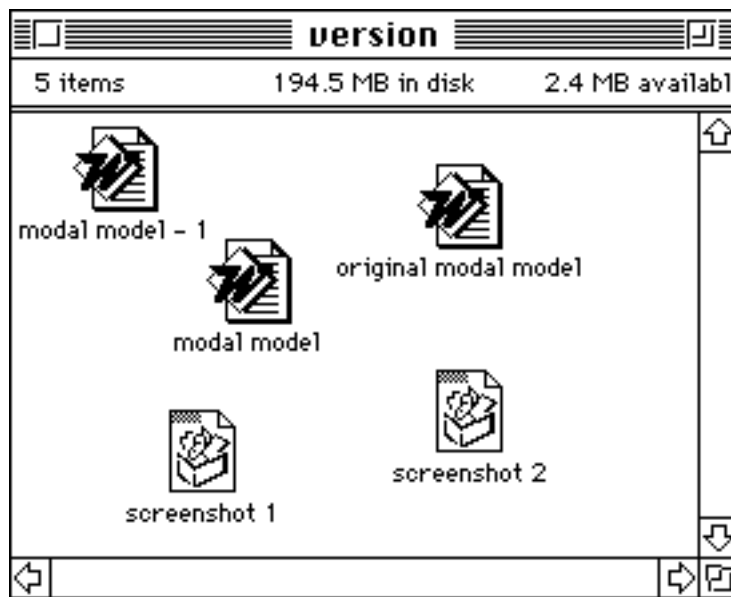 version
5 items 194.5 MB in disk 2.4 MB availabl
modal model - 1
original modal model
modal model
screenshot 2
screenshot 1